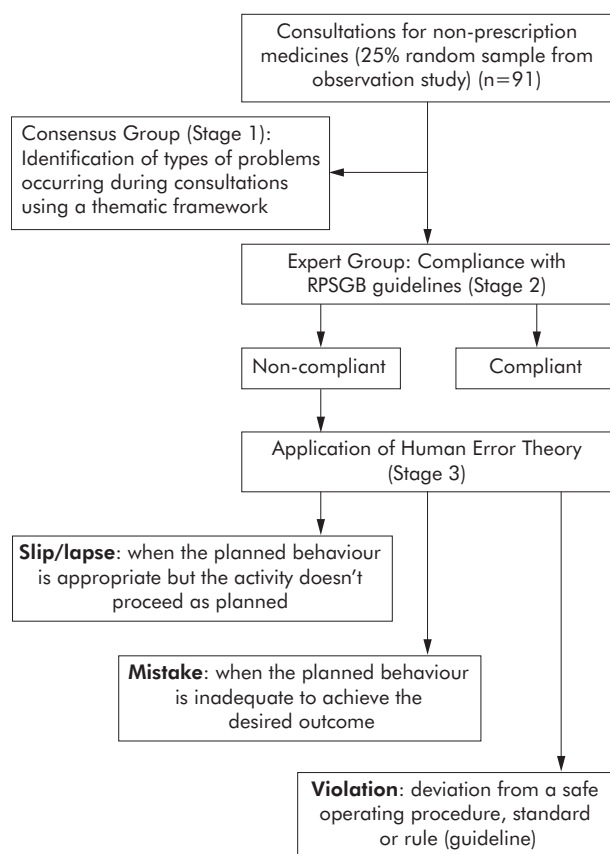 Consultations for non-prescription
medicines (25% random sample from
observation study) (n=91)
Consensus Group (Stage 1):
Identification of types of problems
occurring during consultations
using a thematic framework
Expert Group: Compliance with
RPSGB guidelines (Stage 2)
Non-compliant
Compliant
Application of Human Error Theory
(Stage 3)
Slip/lapse: when the planned behaviour
is appropriate but the activity doesn't
proceed as planned
Mistake: when the planned behaviour
is inadequate to achieve the
desired outcome
Violation: deviation from a safe
operating procedure, standard
or rule (guideline)